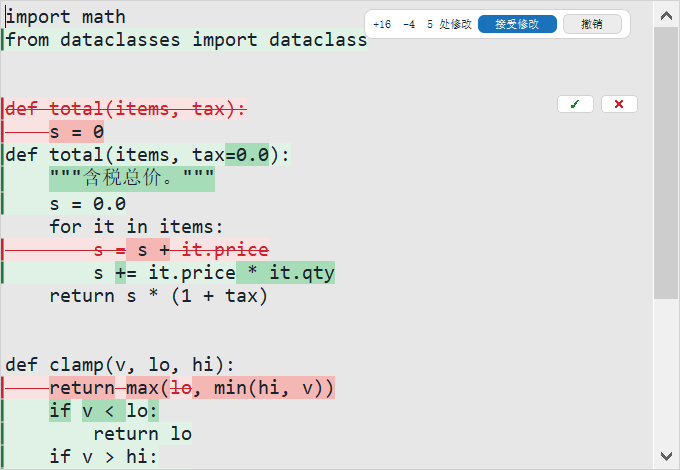 import math
+16 -4 5 处修改 接受修改 撤销
from dataclasses import dataclass
def total(items, tax):
    s = 0
def total(items, tax=0.0):
    """含税总价。"""
    s = 0.0
    for it in items:
        s = s + it.price
        s += it.price * it.qty
    return s * (1 + tax)
def clamp(v, lo, hi):
    return max(lo, min(hi, v))
    if v < lo:
        return lo
    if v > hi: